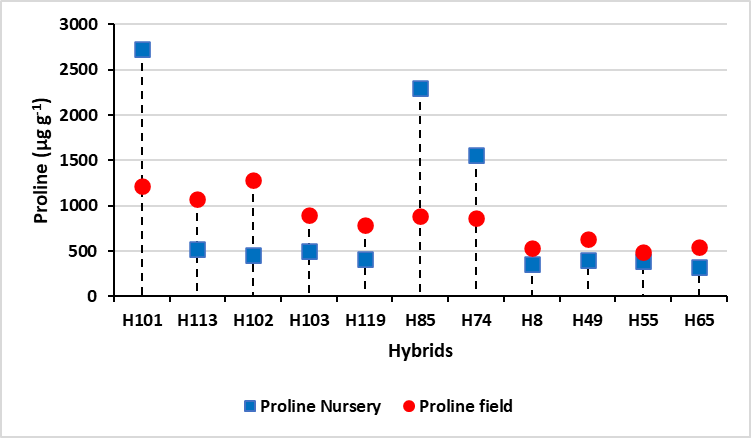 3000
2500
2000
1500
1000
500
0
Proline (µg g⁻¹)
H101 H113 H102 H103 H119 H85 H74 H8 H49 H55 H65
Hybrids
Proline Nursery Proline field